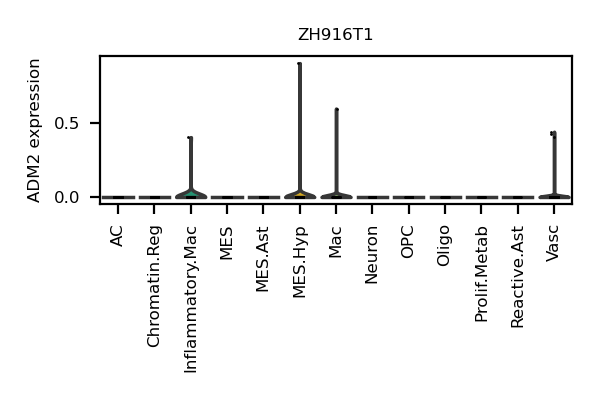 ZH916T1
ADM2 expression
0.5
0.0
AC
Chromatin.Reg
Inflammatory.Mac
MES
MES.Ast
MES.Hyp
Mac
Neuron
OPC
Oligo
Prolif.Metab
Reactive.Ast
Vasc